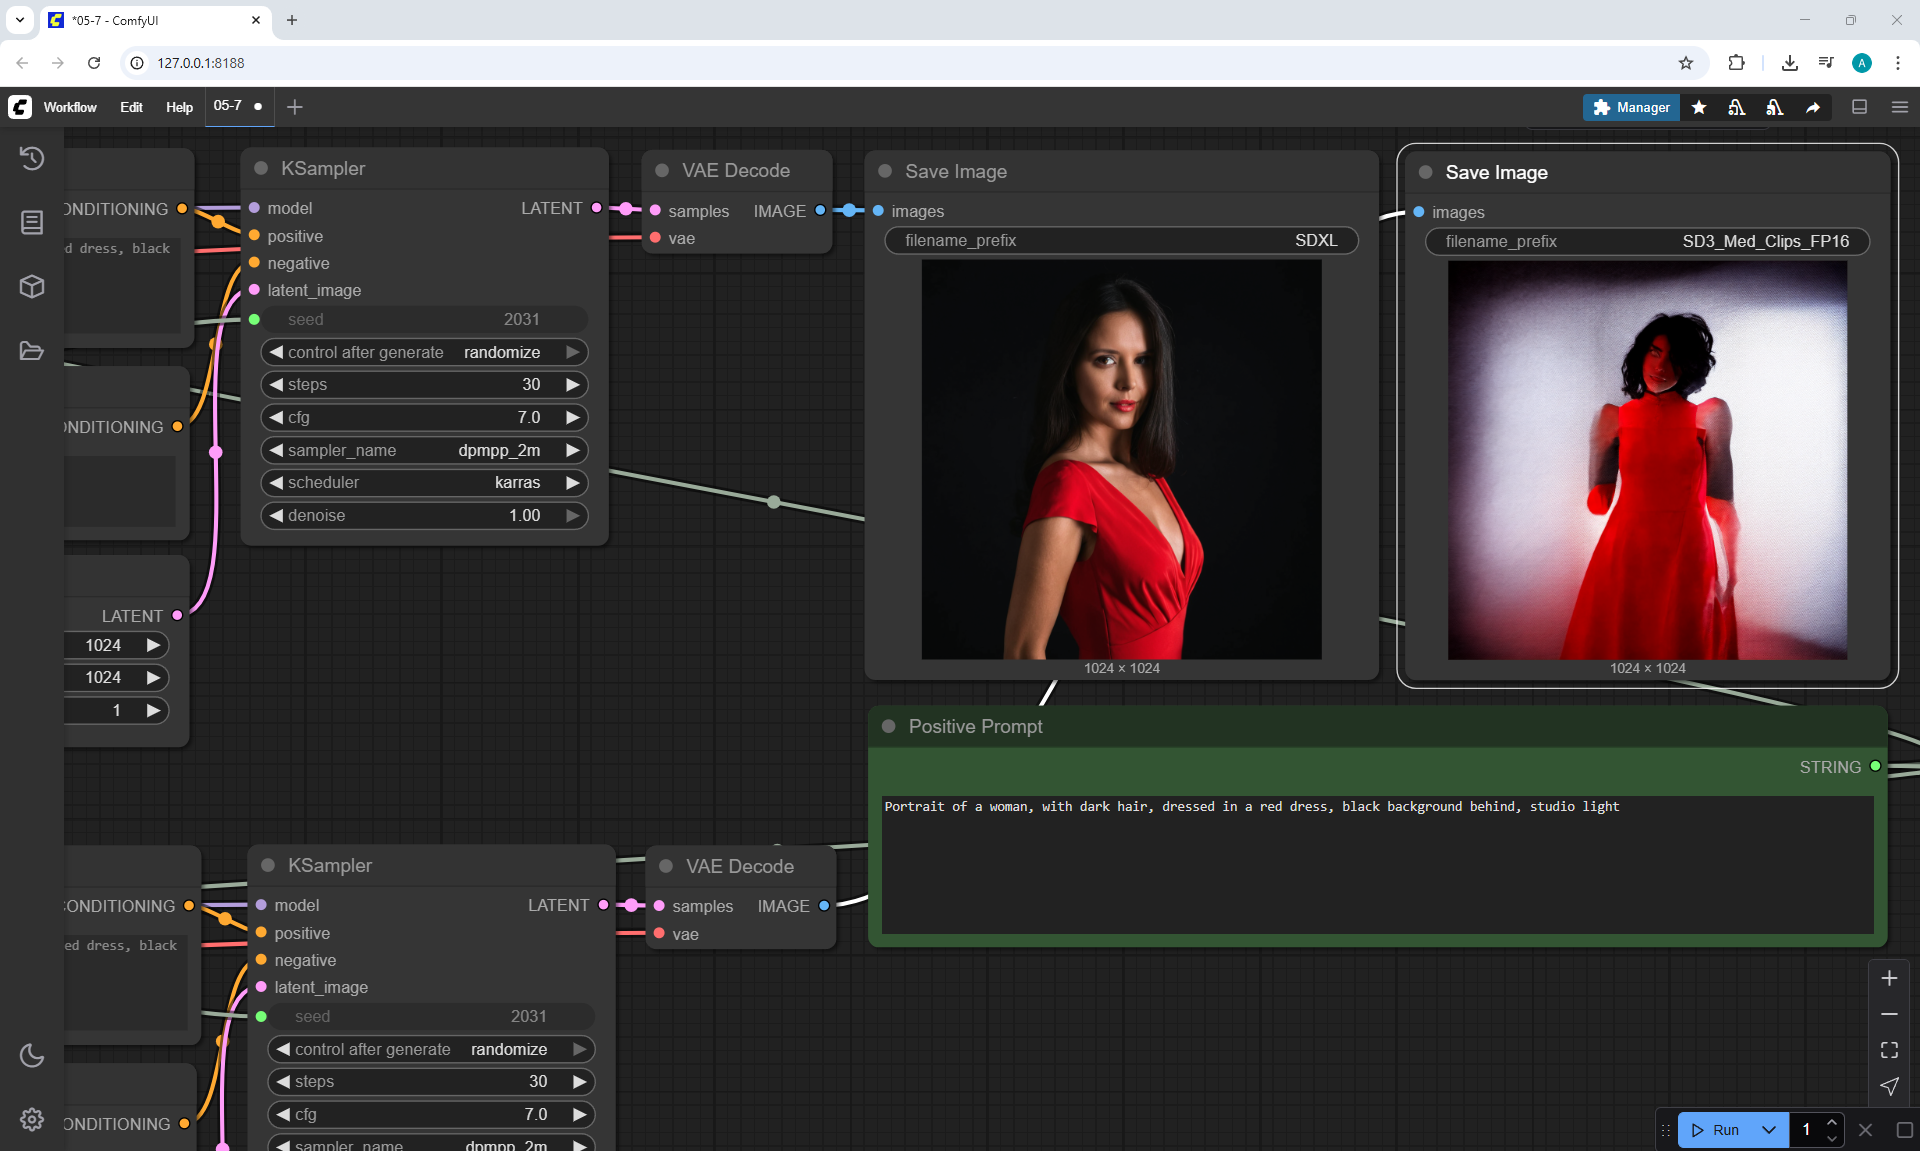 *05-7 - ComfyUI
127.0.0.1:8188
A
Workflow
Edit
Help
05-7
Manager
ONDITIONING
d dress, black
ONDITIONING
LATENT
1024
1024
1
KSampler
model
LATENT
positive
negative
latent_image
seed 2031
control after generate randomize
steps 30
cfg 7.0
sampler_name dpmpp_2m
scheduler karras
denoise 1.00
VAE Decode
samples IMAGE
vae
Save Image
images
filename_prefix SDXL
1024 × 1024
Save Image
images
filename_prefix SD3_Med_Clips_FP16
1024 × 1024
Positive Prompt
STRING
Portrait of a woman, with dark hair, dressed in a red dress, black background behind, studio light
CONDITIONING
ed dress, black
ONDITIONING
KSampler
model
LATENT
positive
negative
latent_image
seed 2031
control after generate randomize
steps 30
cfg 7.0
sampler_name dpmpp_2m
VAE Decode
samples IMAGE
vae
Run
1